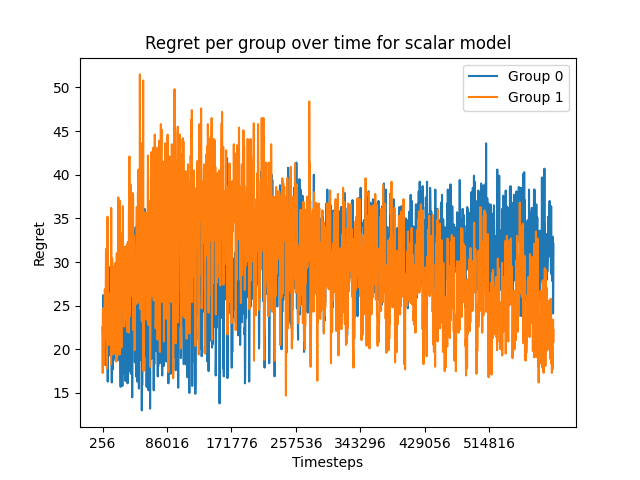 Regret per group over time for scalar model
Group 0
Group 1
50
45
40
35
30
25
20
15
Regret
256 86016 171776 257536 343296 429056 514816
Timesteps